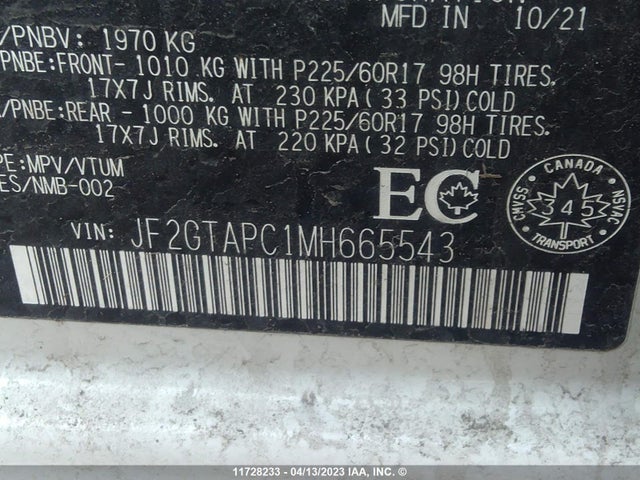 MFD IN 10/21
/PNBV: 1970 KG
PNBE:FRONT- 1010 KG WITH P225/60R17 98H TIRES.
17X7J RIMS. AT 230 KPA( 33 PSI)COLD
/PNBE:REAR - 1000 KG WITH P225/60R17 98H TIRES.
17X7J RIMS. AT 220 KPA( 32 PSI)COLD
PE:MPV/VTUM
ES/NMB-002
EC
CANADA
SMVASS
345
NSVAC
TRANSPORT
VIN: JF2GTAPC1MH665543
11728233 - 04/13/2023 IAA, INC. ©